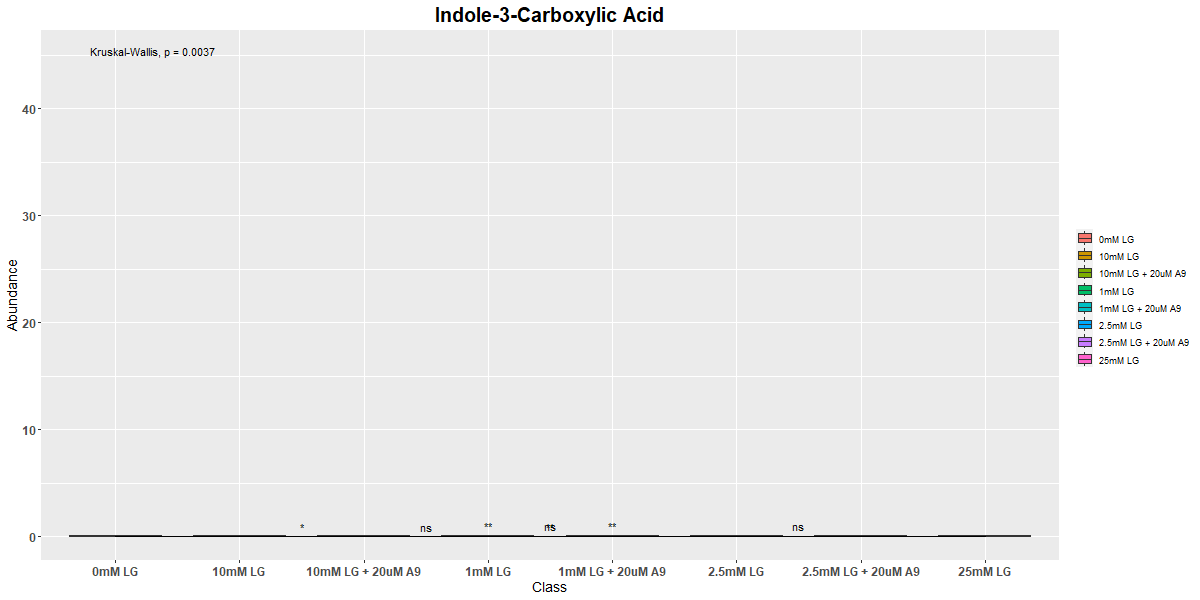 Indole-3-Carboxylic Acid
Kruskal-Wallis, p = 0.0037
Abundance
40
30
20
10
0
* ns ** ns ** ns
0mM LG 10mM LG 10mM LG + 20uM A9 1mM LG 1mM LG + 20uM A9 2.5mM LG 2.5mM LG + 20uM A9 25mM LG
Class
0mM LG
10mM LG
10mM LG + 20uM A9
1mM LG
1mM LG + 20uM A9
2.5mM LG
2.5mM LG + 20uM A9
25mM LG